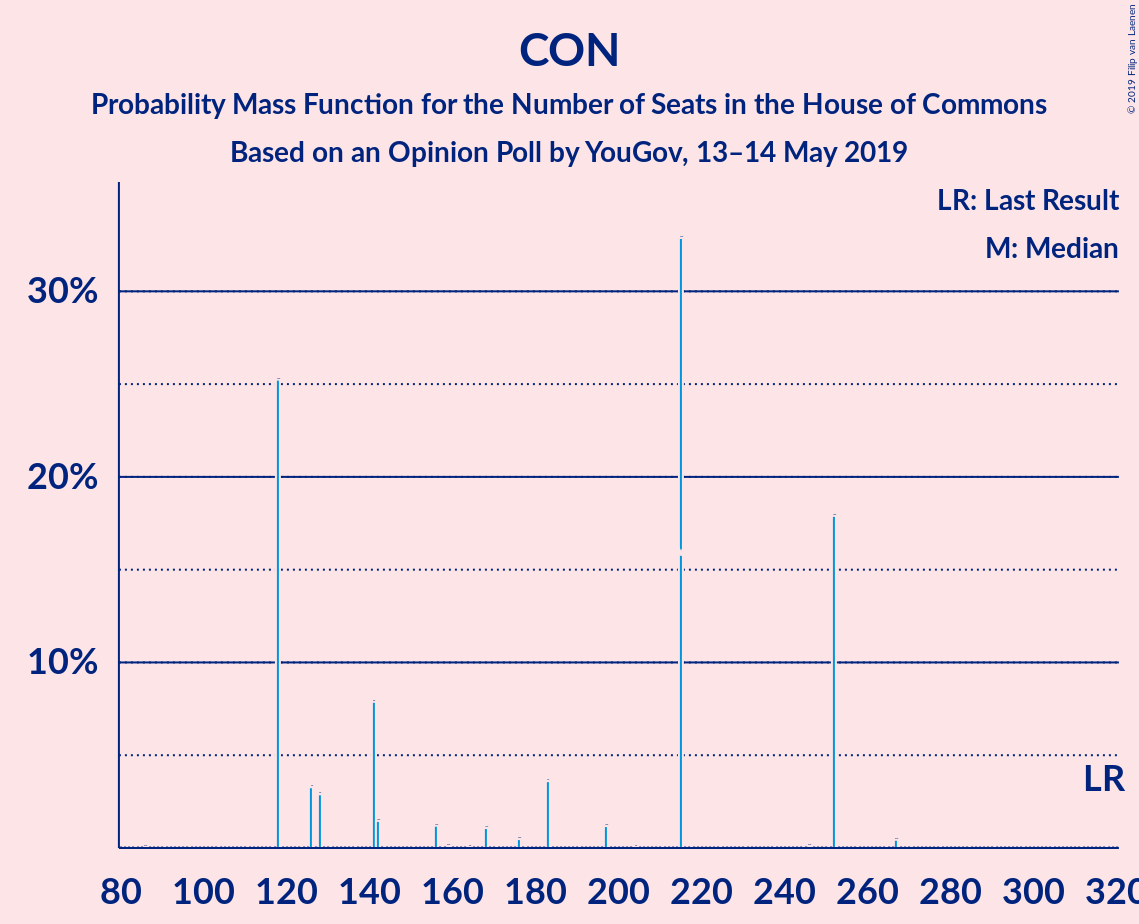 CON
Probability Mass Function for the Number of Seats in the House of Commons
Based on an Opinion Poll by YouGov, 13–14 May 2019
© 2019 Filip van Laenen
LR: Last Result
M: Median
30%
20%
10%
LR
80 100 120 140 160 180 200 220 240 260 280 300 320